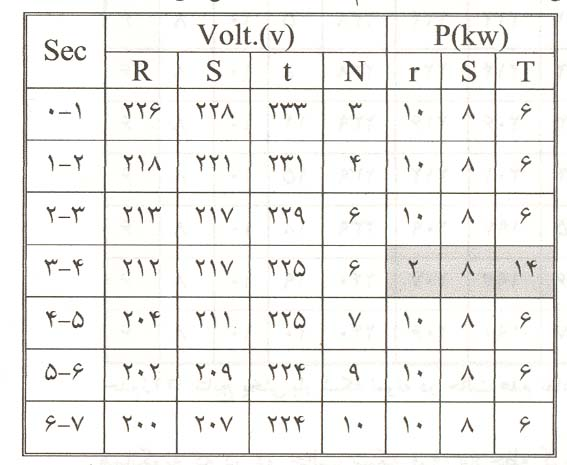 Sec Volt.(v) P(kw)
R S t N r S T
۰–۱ ۲۲۶ ۲۲۸ ۲۳۳ ۳ ۱۰ ۸ ۶
۱–۲ ۲۱۸ ۲۲۱ ۲۳۱ ۴ ۱۰ ۸ ۶
۲–۳ ۲۱۳ ۲۱۷ ۲۲۹ ۶ ۱۰ ۸ ۶
۳–۴ ۲۱۲ ۲۱۷ ۲۲۵ ۶ ۲ ۸ ۱۴
۴–۵ ۲۰۴ ۲۱۱ ۲۲۵ ۷ ۱۰ ۸ ۶
۵–۶ ۲۰۲ ۲۰۹ ۲۲۴ ۹ ۱۰ ۸ ۶
۶–۷ ۲۰۰ ۲۰۷ ۲۲۴ ۱۰ ۱۰ ۸ ۶